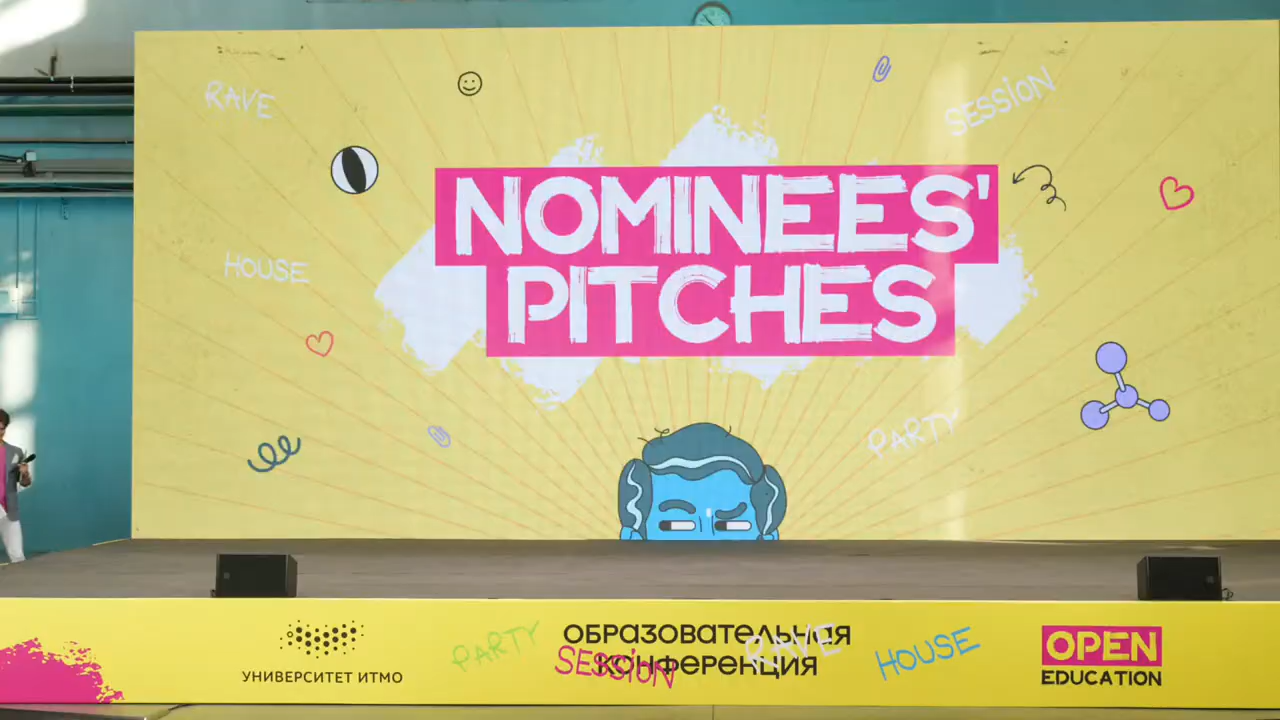 RAVE
SESSION
NOMINEES'
PITCHES
HOUSE
PARTY
УНИВЕРСИТЕТ ИТМО
PARTY
ОБРАЗОВАТЕЛЬНАЯ
КОНФЕРЕНЦИЯ
SESSION
RAVE
HOUSE
OPEN
EDUCATION